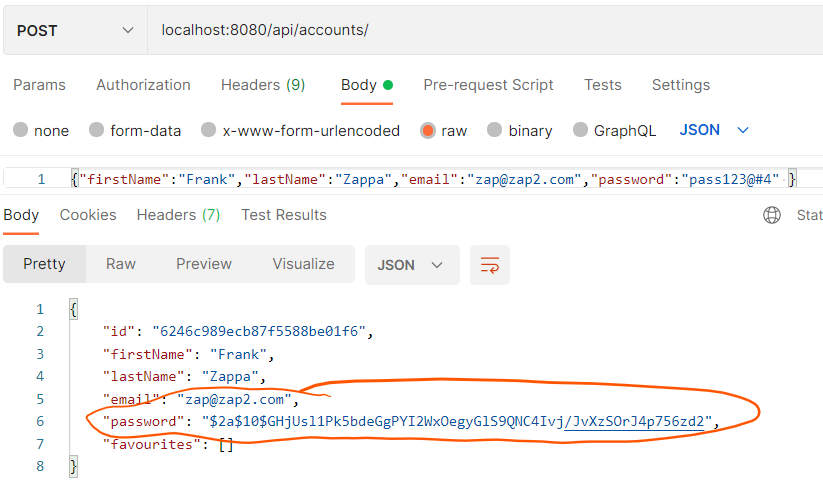 POST localhost:8080/api/accounts/
Params Authorization Headers (9) Body Pre-request Script Tests Settings
none form-data x-www-form-urlencoded raw binary GraphQL JSON
1 {"firstName":"Frank","lastName":"Zappa","email":"zap@zap2.com","password":"pass123@#4" }
Body Cookies Headers (7) Test Results Stat
Pretty Raw Preview Visualize JSON
1 {
2 "id": "6246c989ecb87f5588be01f6",
3 "firstName": "Frank",
4 "lastName": "Zappa",
5 "email": "zap@zap2.com",
6 "password": "$2a$10$GHjUsl1Pk5bdeGgPYI2WxOegyGlS9QNC4Ivj/JvXzSOrJ4p756zd2",
7 "favourites": []
8 }